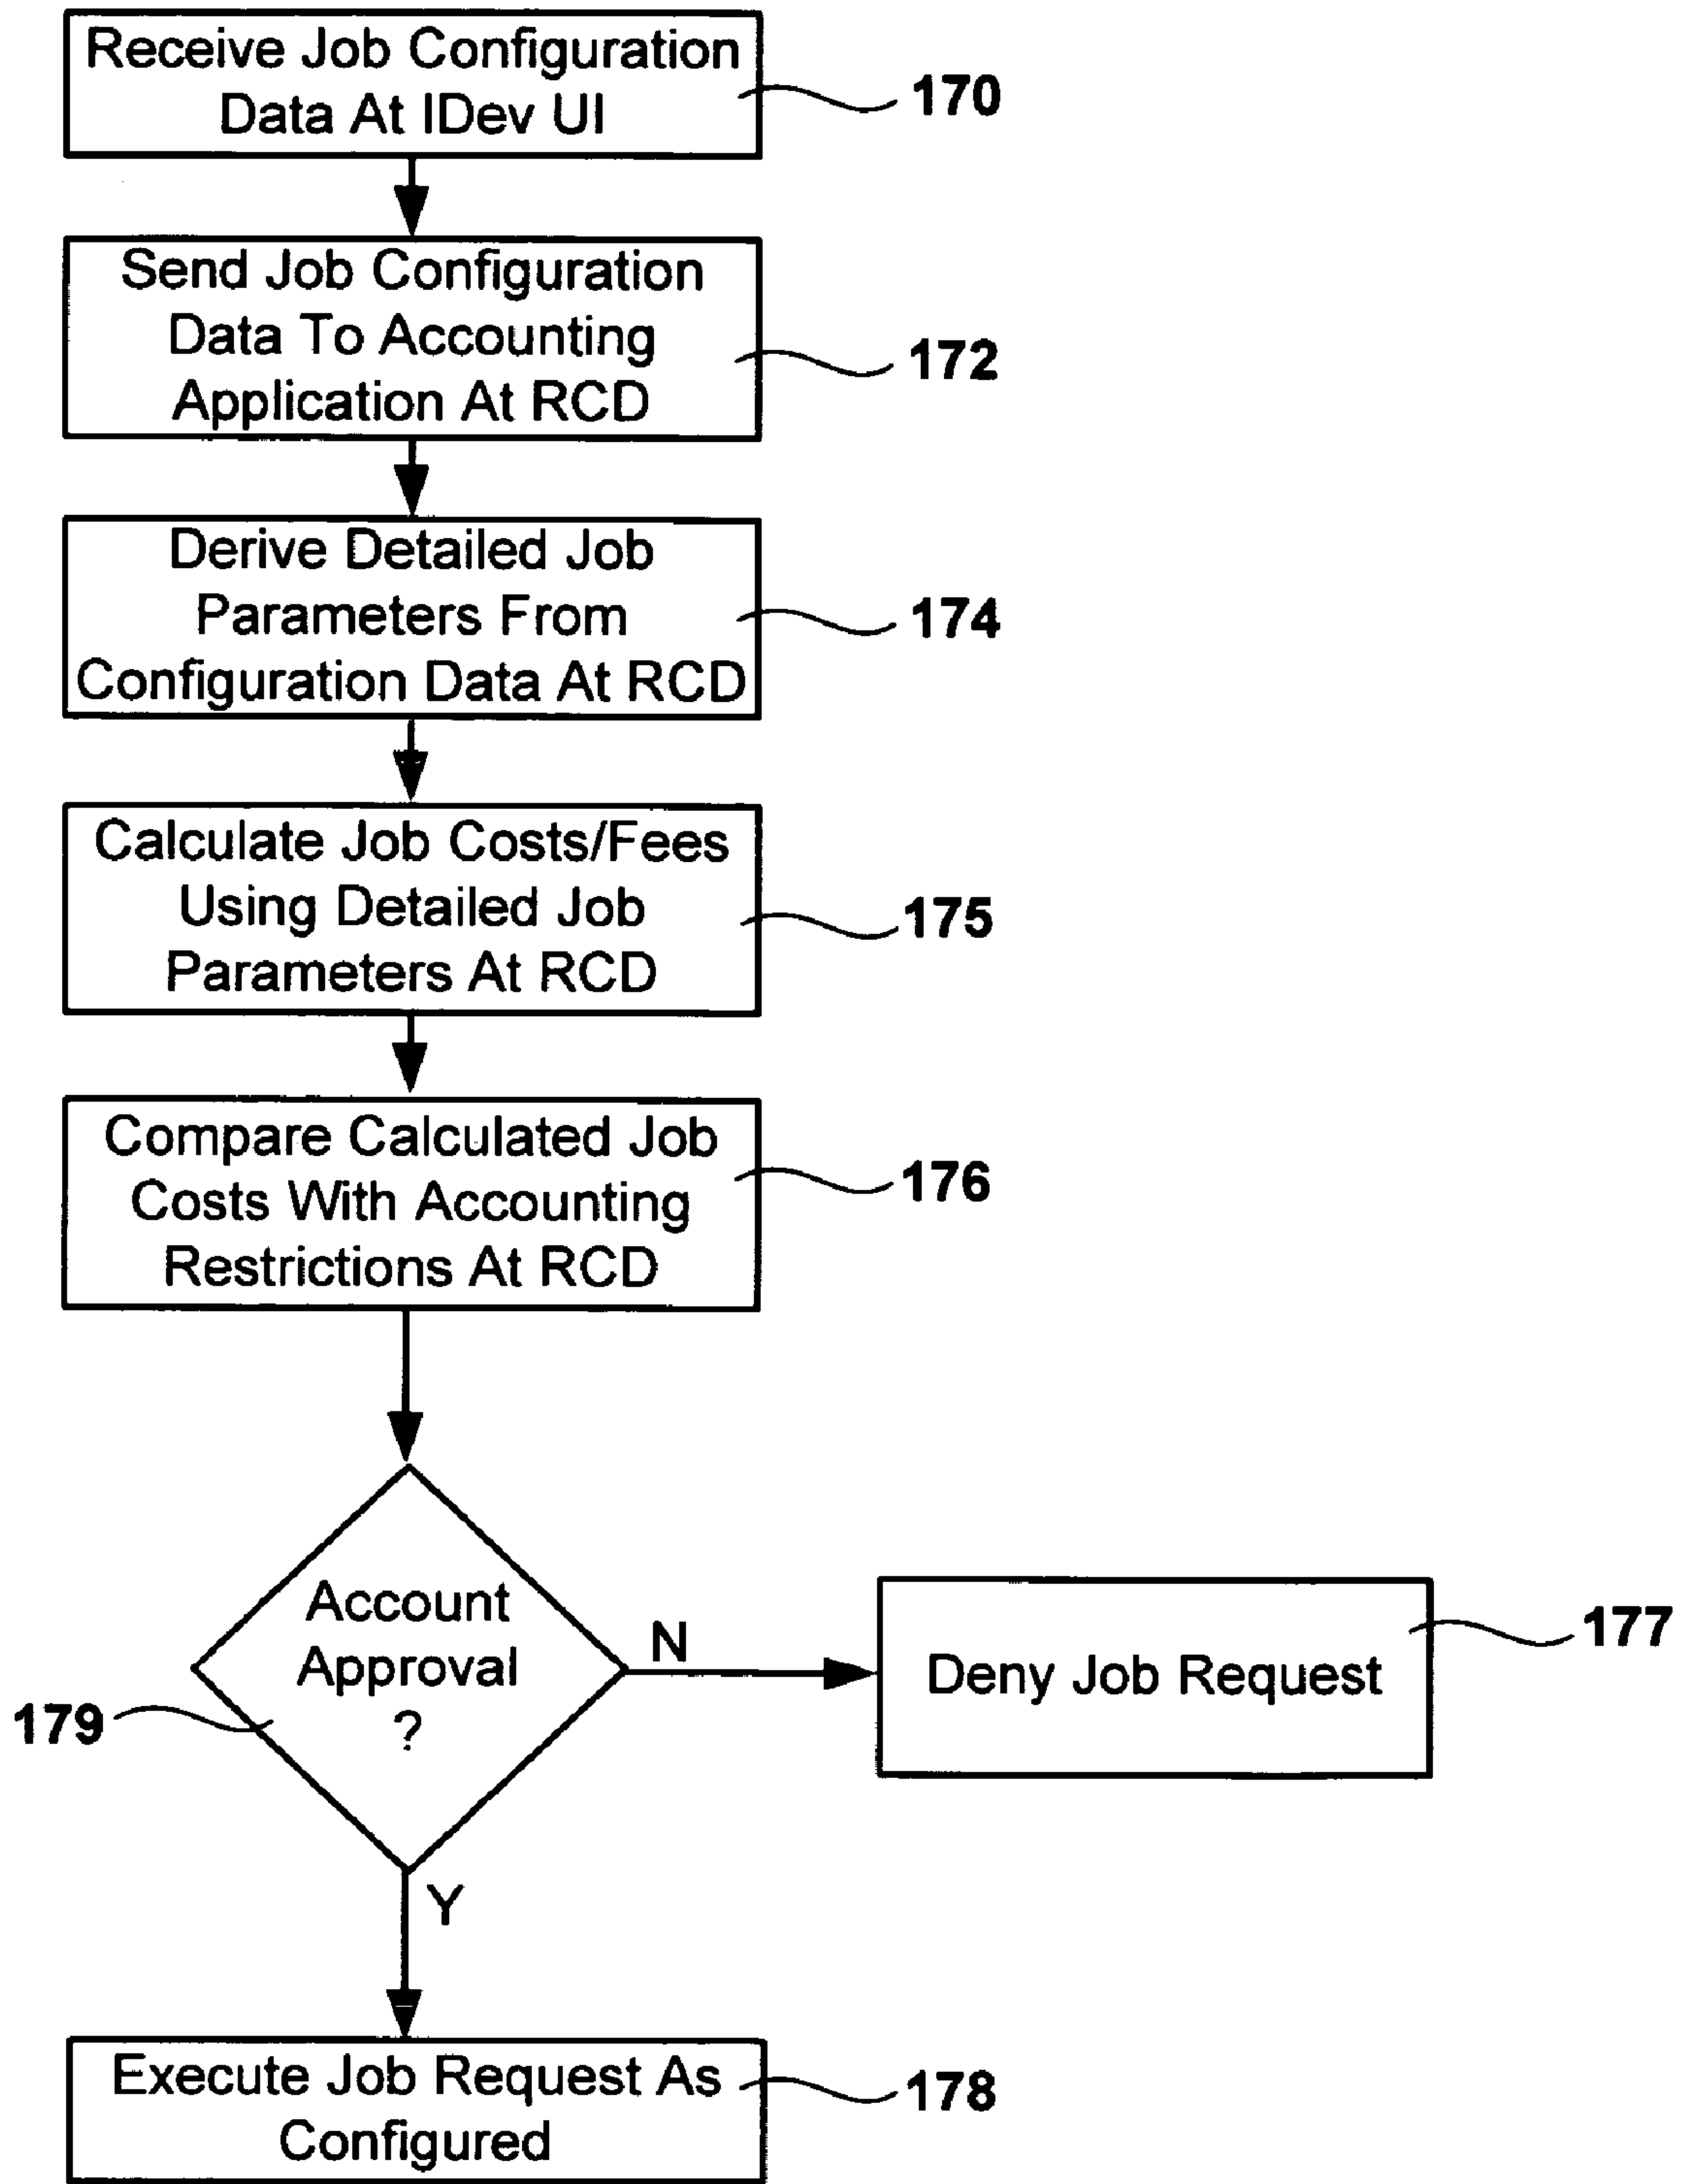 Receive Job Configuration
Data At IDev UI
170
Send Job Configuration
Data To Accounting
Application At RCD
172
Derive Detailed Job
Parameters From
Configuration Data At RCD
174
Calculate Job Costs/Fees
Using Detailed Job
Parameters At RCD
175
Compare Calculated Job
Costs With Accounting
Restrictions At RCD
176
Account
Approval
?
179
N
Deny Job Request
177
Y
Execute Job Request As
Configured
178